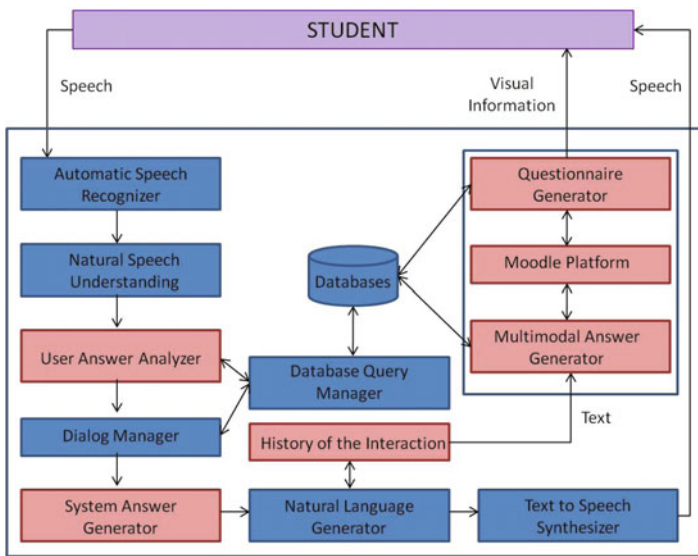 STUDENT
Speech
Visual
Information
Speech
Automatic Speech
Recognizer
Questionnaire
Generator
Natural Speech
Understanding
Databases
Moodle Platform
User Answer Analyzer
Multimodal Answer
Generator
Database Query
Manager
Dialog Manager
History of the Interaction
Text
System Answer
Generator
Natural Language
Generator
Text to Speech
Synthesizer